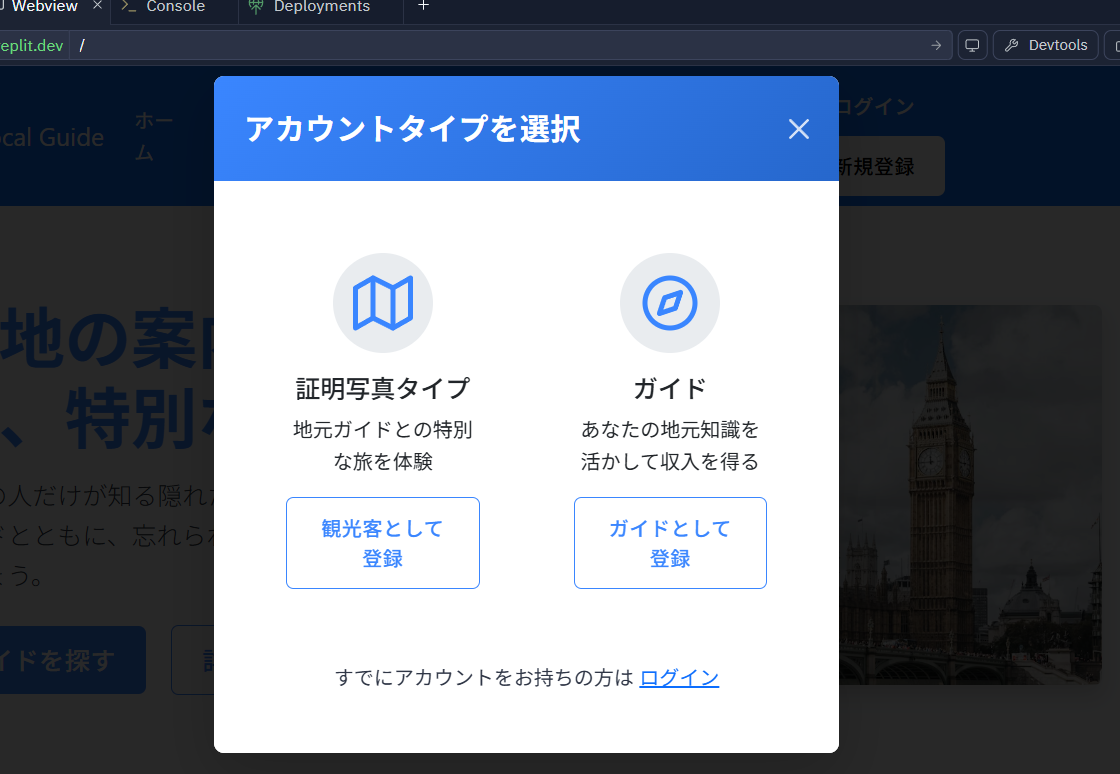 Webview
Console
Deployments
eplit.dev /
Devtools
アカウントタイプを選択
ログイン
ホー
ム
cal Guide
新規登録
地の案
、特別
証明写真タイプ
ガイド
地元ガイドとの特別
な旅を体験
あなたの地元知識を
活かして収入を得る
の人だけが知る隠れ
とともに、忘れら
う。
観光客として
登録
ガイドとして
登録
イドを探す
すでにアカウントをお持ちの方は ログイン